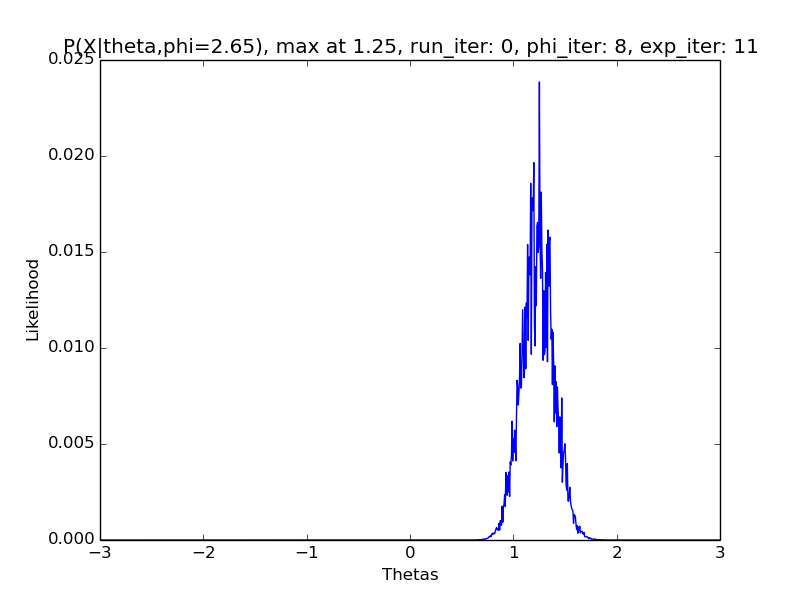 P(X|theta,phi=2.65), max at 1.25, run_iter: 0, phi_iter: 8, exp_iter: 11
0.025
0.020
0.015
0.010
0.005
0.000
Likelihood
−3 −2 −1 0 1 2 3
Thetas